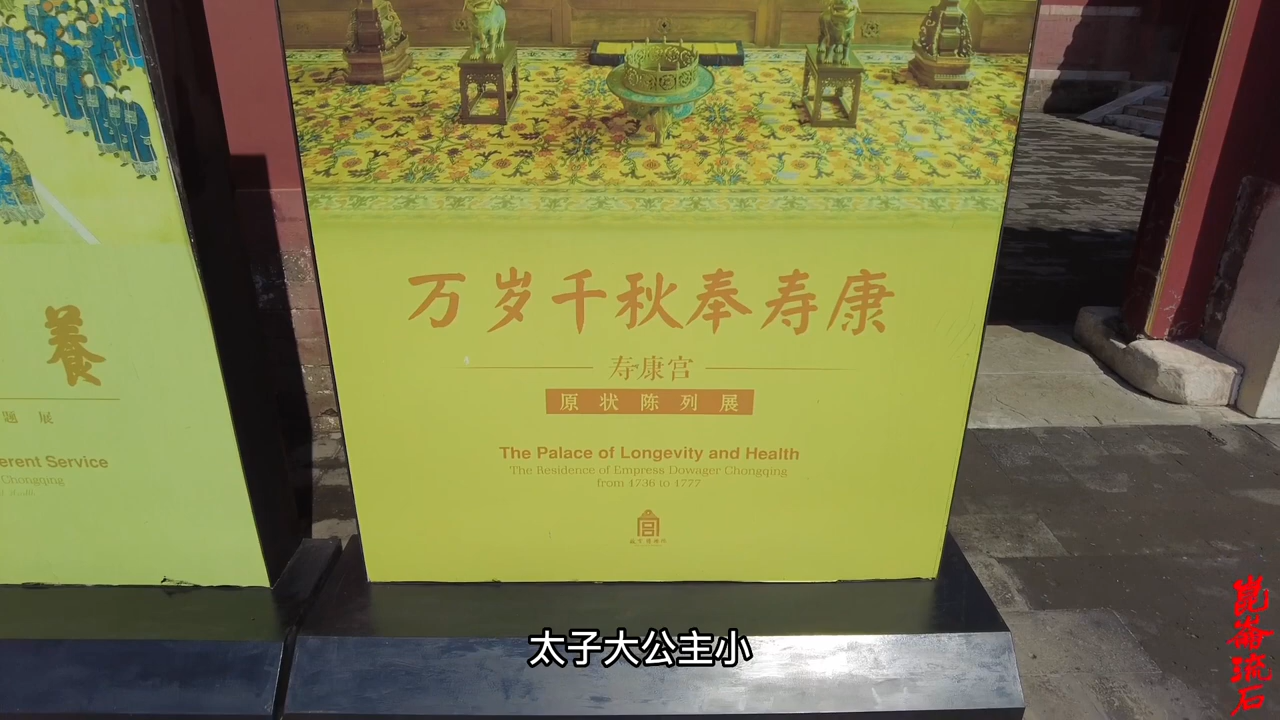 養
题 展
erent Service
Chongqing
万岁千秋奉寿康
寿康宫
原状陈列展
The Palace of Longevity and Health
The Residence of Empress Dowager Chongqing
from 1736 to 1777
太子大公主小
崑崙流石